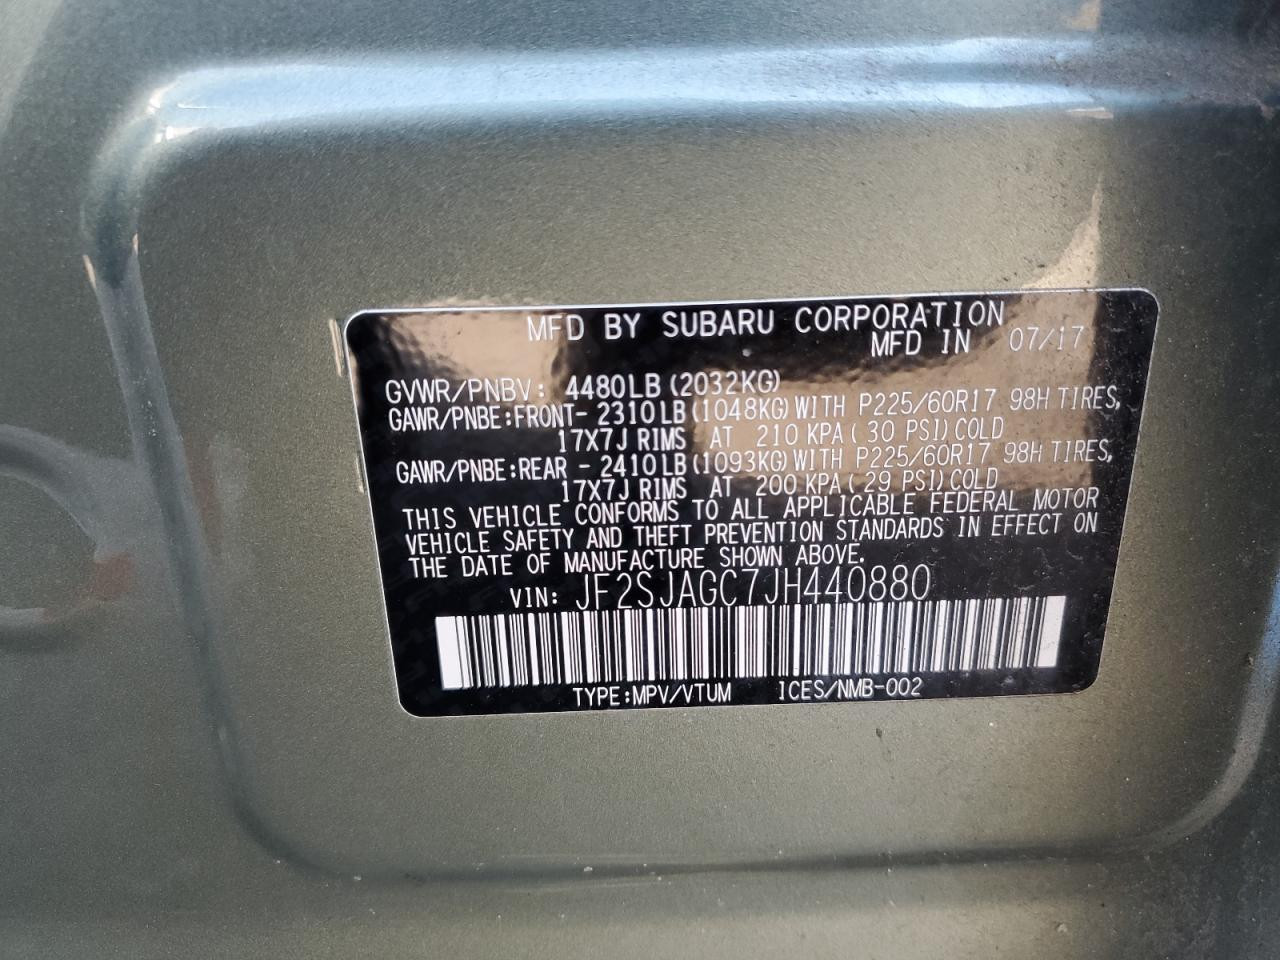 MFD BY SUBARU CORPORATION
MFD IN 07/17
GVWR/PNBV: 4480LB(2032KG)
GAWR/PNBE:FRONT- 2310LB(1048KG)WITH P225/60R17 98H TIRES,
17X7J RIMS AT 210 KPA( 30 PSI)COLD
GAWR/PNBE:REAR - 2410LB(1093KG)WITH P225/60R17 98H TIRES,
17X7J RIMS AT 200 KPA( 29 PSI)COLD
THIS VEHICLE CONFORMS TO ALL APPLICABLE FEDERAL MOTOR
VEHICLE SAFETY AND THEFT PREVENTION STANDARDS IN EFFECT ON
THE DATE OF MANUFACTURE SHOWN ABOVE.
VIN: JF2SJAGC7JH440880
TYPE:MPV/VTUM ICES/NMB-002